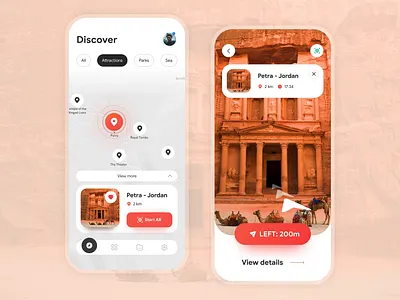 Discover
All
Attractions
Parks
Sea
Petra
Royal Tombs
The Theater
View more
Petra - Jordan
2 km
Start AR
Petra - Jordan
2 km
17:24
LEFT: 200m
View details